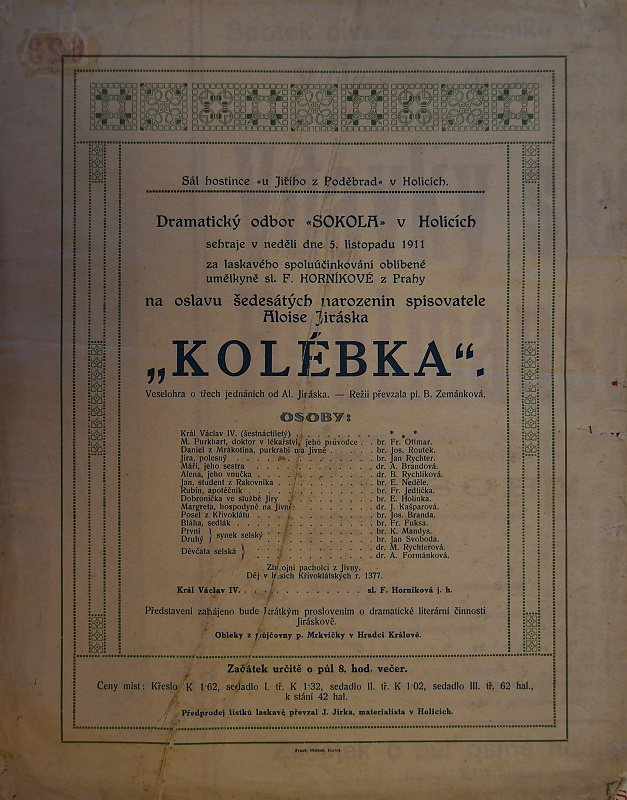 Sál hostince »u Jiřího z Poděbrad« v Holicích.
Dramatický odbor «SOKOLA» v Holicích
sehraje v neděli dne 5. listopadu 1911
za laskavého spoluúčinkování oblíbené
umělkyně sl. F. HORNÍKOVÉ z Prahy
na oslavu šedesátých narozenin spisovatele
Aloise Jiráska
„KOLÉBKA“.
Veselohra o třech jednáních od Al. Jiráska. — Režii převzala pí. B. Zemánková.
OSOBY:
Král Václav IV. (šestnáctiletý) . . . . . . . . * * *
M. Purkhart, doktor v lékařství, jeho průvodce . . br. Fr. Ottmar.
Daniel z Mrákotína, purkrabí na Jivně . . . . . br. Jos. Routek.
Jíra, polesný . . . . . . . . br. Jan Rychter.
Máří, jeho sestra . . . . . . . . dr. A. Brandová.
Alena, jeho vnučka . . . . . . . . dr. B. Rychlíková.
Jan, student z Rakovníka . . . . . . . . br. E. Neděle.
Rubín, apotéčník . . . . . . . . br. Fr. Jedlička.
Dobronička ve službě Jíry . . . . . . . . br. E. Holinka.
Margreta, hospodyně na Jivně . . . . . . . . dr. J. Kašparová.
Posel z Křivoklátu . . . . . . . . br. Jos. Branda.
Bláha, sedlák . . . . . . . . br. Fr. Fuksa.
První } synek selský . . . . . . . . br. K. Mandys.
Druhý } br. Jan Svoboda.
Děvčata selská } . . . . . . . . dr. M. Rychterová.
dr. A. Formánková.
Zbrojní pacholci z Jivny.
Děj v lesích Křivoklátských r. 1377.
Král Václav IV. . . . . . . . . sl. F. Horníková j. h.
Představení zahájeno bude krátkým proslovením o dramatické literární činnosti
Jiráskově.
Obleky z půjčovny p. Mrkvičky v Hradci Králové.
Začátek určitě o půl 8. hod. večer.
Ceny míst: Křeslo K 1·62, sedadlo I. tř. K 1·32, sedadlo II. tř. K 1·02, sedadlo III. tř. 62 hal.,
k stání 42 hal.
Předprodej lístků laskavě převzal J. Jirka, materialista v Holicích.